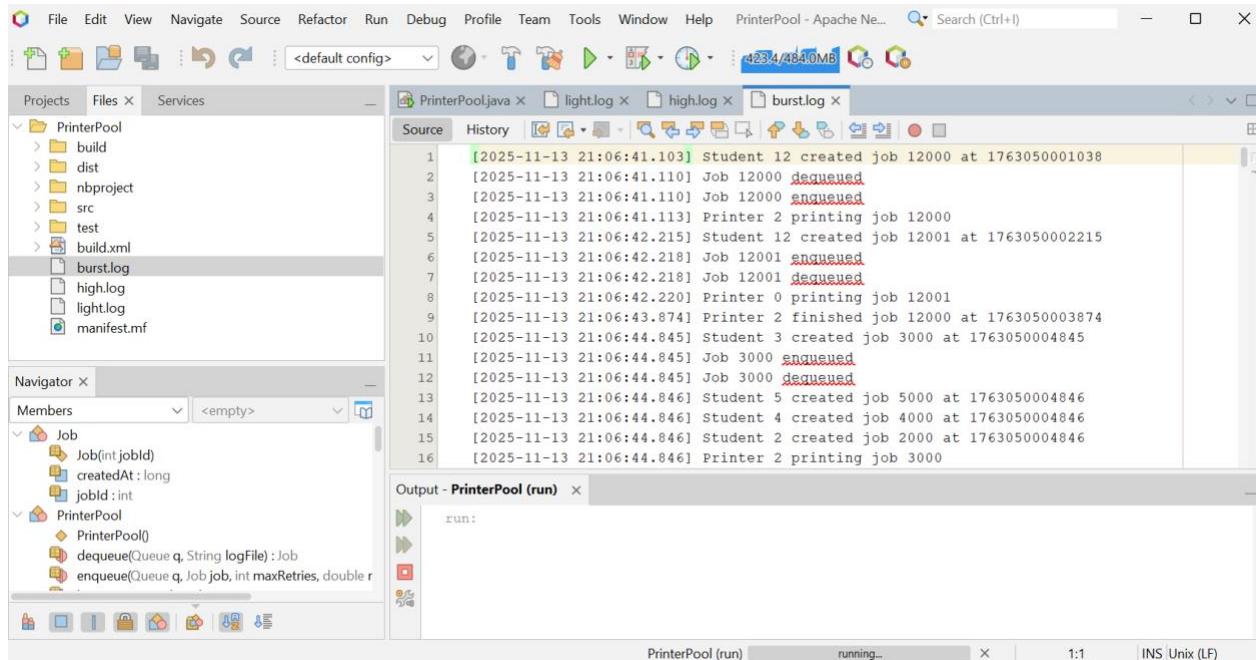 File Edit View Navigate Source Refactor Run Debug Profile Team Tools Window Help PrinterPool - Apache Ne... Search (Ctrl+I)
<default config> 423.4/484.0MB
Projects Files Services
PrinterPool
build
dist
nbproject
src
test
build.xml
burst.log
high.log
light.log
manifest.mf
Navigator
Members <empty>
Job
Job(int jobId)
createdAt : long
jobId : int
PrinterPool
PrinterPool()
dequeue(Queue q, String logFile) : Job
enqueue(Queue q, Job job, int maxRetries, double r
PrinterPool.java light.log high.log burst.log
Source History
1 [2025-11-13 21:06:41.103] Student 12 created job 12000 at 1763050001038
2 [2025-11-13 21:06:41.110] Job 12000 dequeued
3 [2025-11-13 21:06:41.110] Job 12000 enqueued
4 [2025-11-13 21:06:41.113] Printer 2 printing job 12000
5 [2025-11-13 21:06:42.215] Student 12 created job 12001 at 1763050002215
6 [2025-11-13 21:06:42.218] Job 12001 enqueued
7 [2025-11-13 21:06:42.218] Job 12001 dequeued
8 [2025-11-13 21:06:42.220] Printer 0 printing job 12001
9 [2025-11-13 21:06:43.874] Printer 2 finished job 12000 at 1763050003874
10 [2025-11-13 21:06:44.845] Student 3 created job 3000 at 1763050004845
11 [2025-11-13 21:06:44.845] Job 3000 enqueued
12 [2025-11-13 21:06:44.845] Job 3000 dequeued
13 [2025-11-13 21:06:44.846] Student 5 created job 5000 at 1763050004846
14 [2025-11-13 21:06:44.846] Student 4 created job 4000 at 1763050004846
15 [2025-11-13 21:06:44.846] Student 2 created job 2000 at 1763050004846
16 [2025-11-13 21:06:44.846] Printer 2 printing job 3000
Output - PrinterPool (run)
run:
PrinterPool (run) running... 1:1 INS Unix (LF)